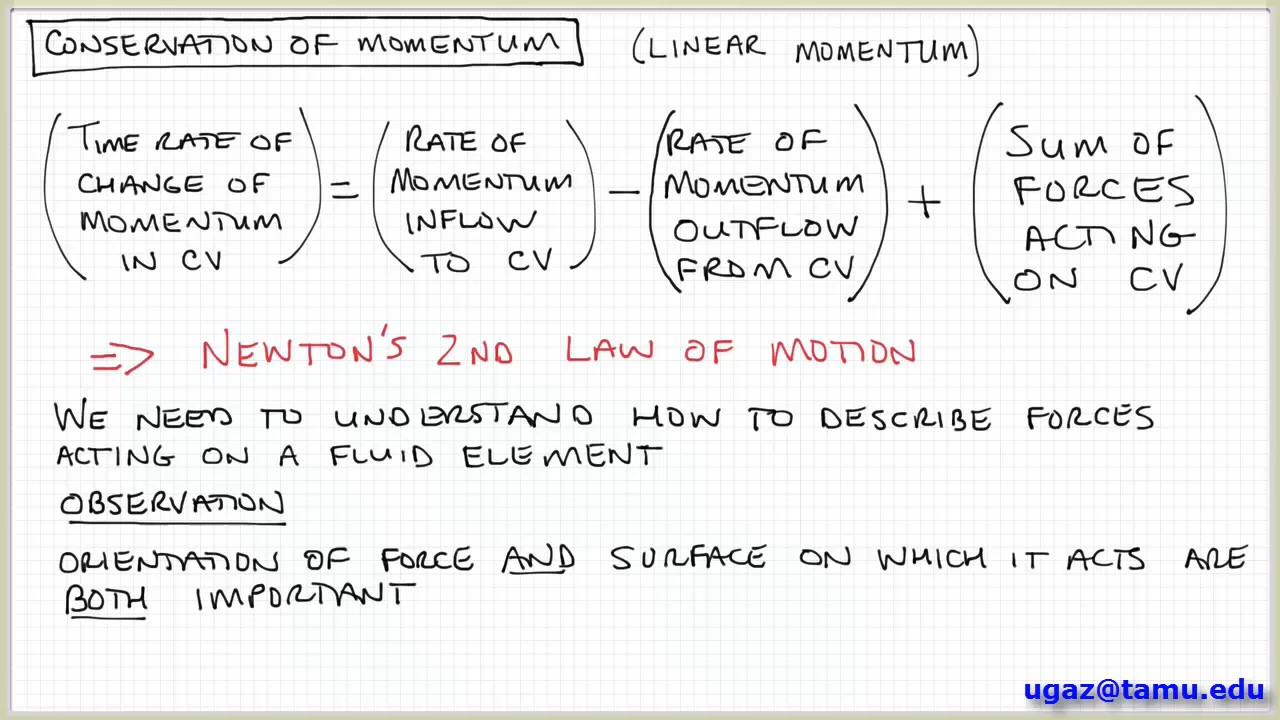 CONSERVATION OF MOMENTUM (LINEAR MOMENTUM)
(TIME RATE OF CHANGE OF MOMENTUM IN CV) = (RATE OF MOMENTUM INFLOW TO CV) - (RATE OF MOMENTUM OUTFLOW FROM CV) + (SUM OF FORCES ACTING ON CV)
=> NEWTON'S 2ND LAW OF MOTION
WE NEED TO UNDERSTAND HOW TO DESCRIBE FORCES
ACTING ON A FLUID ELEMENT
OBSERVATION
ORIENTATION OF FORCE AND SURFACE ON WHICH IT ACTS ARE
BOTH IMPORTANT
ugaz@tamu.edu